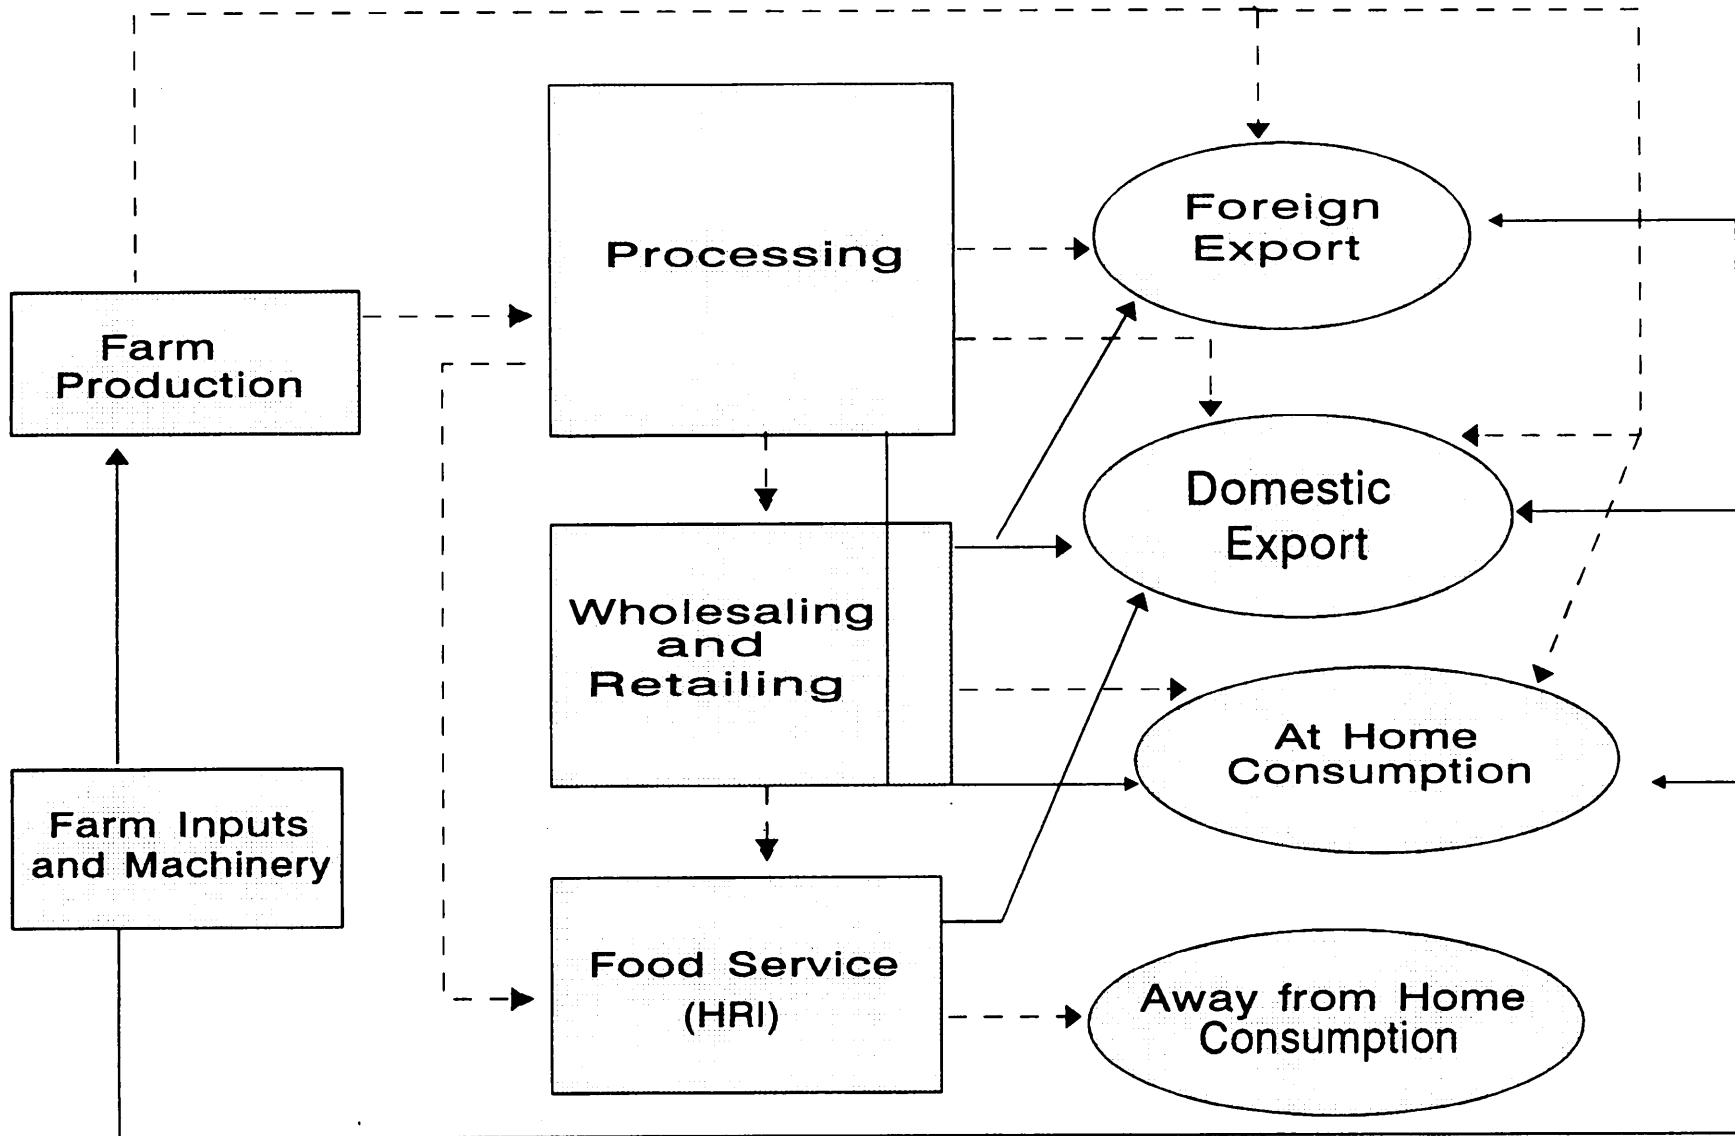 Processing
Foreign
Export
Farm
Production
Domestic
Export
Wholesaling
and
Retailing
At Home
Consumption
Farm Inputs
and Machinery
Food Service
(HRI)
Away from Home
Consumption